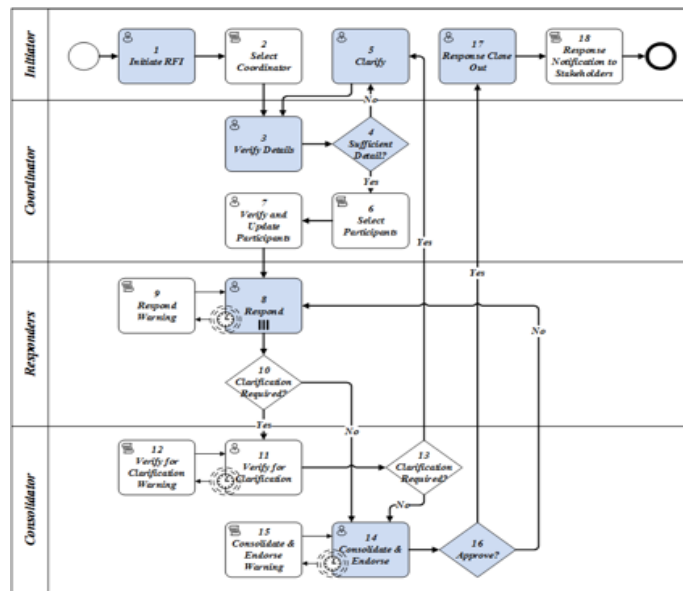 Initiator
1
Initiate RFI
2
Select
Coordinator
5
Clarify
17
Response Close
Out
18
Response
Notification to
Stakeholders
No
Coordinator
3
Verify Details
4
Sufficient
Detail?
Yes
7
Verify and
Update
Participants
6
Select
Participants
Yes
Yes
Responders
9
Respond
Warning
8
Respond
No
10
Clarification
Required?
Yes
No
Consolidator
12
Verify for
Clarification
Warning
11
Verify for
Clarification
13
Clarification
Required?
No
15
Consolidate &
Endorse
Warning
14
Consolidate &
Endorse
16
Approve?